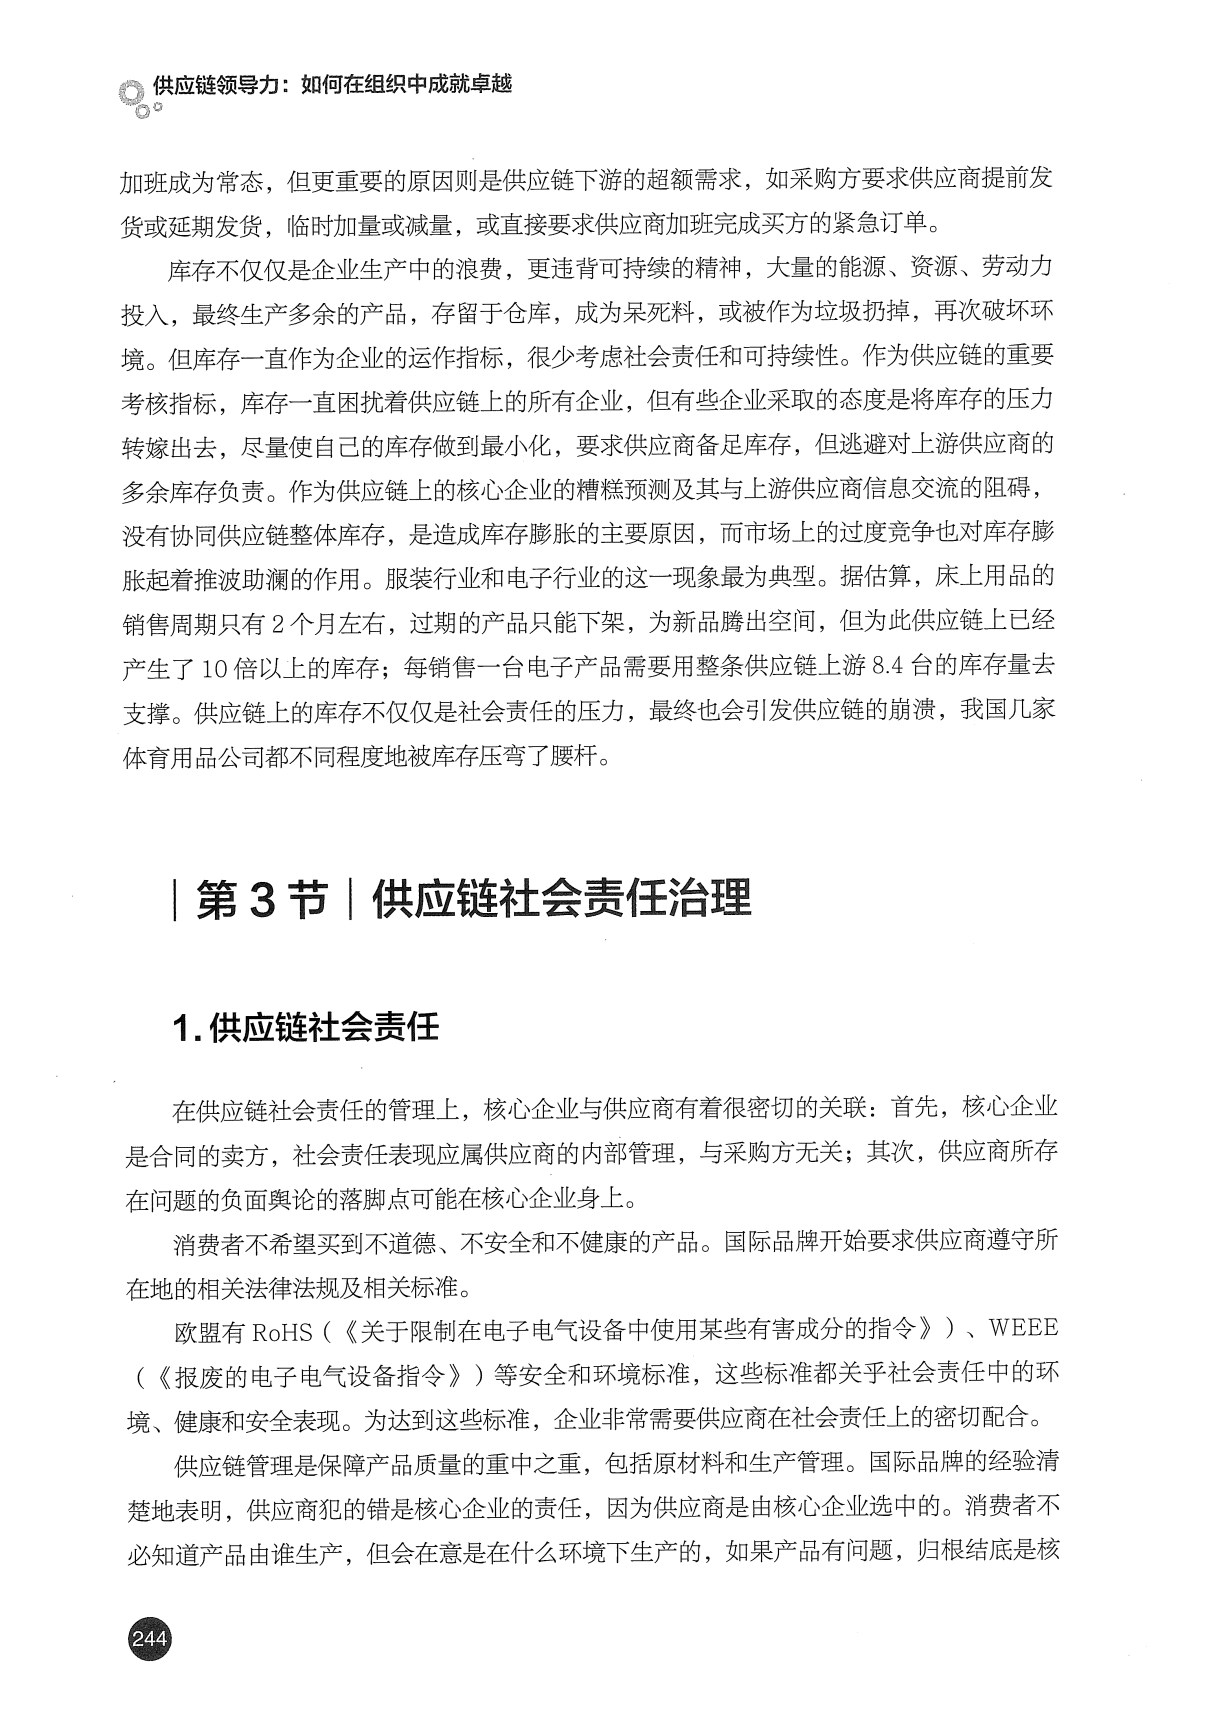 供应链领导力：如何在组织中成就卓越
加班成为常态，但更重要的原因则是供应链下游的超额需求，如采购方要求供应商提前发
货或延期发货，临时加量或减量，或直接要求供应商加班完成买方的紧急订单。
库存不仅仅是企业生产中的浪费，更违背可持续的精神，大量的能源、资源、劳动力
投入，最终生产多余的产品，存留于仓库，成为呆死料，或被作为垃圾扔掉，再次破坏环
境。但库存一直作为企业的运作指标，很少考虑社会责任和可持续性。作为供应链的重要
考核指标，库存一直困扰着供应链上的所有企业，但有些企业采取的态度是将库存的压力
转嫁出去，尽量使自己的库存做到最小化，要求供应商备足库存，但逃避对上游供应商的
多余库存负责。作为供应链上的核心企业的糟糕预测及其与上游供应商信息交流的阻碍，
没有协同供应链整体库存，是造成库存膨胀的主要原因，而市场上的过度竞争也对库存膨
胀起着推波助澜的作用。服装行业和电子行业的这一现象最为典型。据估算，床上用品的
销售周期只有 2 个月左右，过期的产品只能下架，为新品腾出空间，但为此供应链上已经
产生了 10 倍以上的库存；每销售一台电子产品需要用整条供应链上游 8.4 台的库存量去
支撑。供应链上的库存不仅仅是社会责任的压力，最终也会引发供应链的崩溃，我国几家
体育用品公司都不同程度地被库存压弯了腰杆。
| 第 3 节 | 供应链社会责任治理
1. 供应链社会责任
在供应链社会责任的管理上，核心企业与供应商有着很密切的关联：首先，核心企业
是合同的卖方，社会责任表现应属供应商的内部管理，与采购方无关；其次，供应商所存
在问题的负面舆论的落脚点可能在核心企业身上。
消费者不希望买到不道德、不安全和不健康的产品。国际品牌开始要求供应商遵守所
在地的相关法律法规及相关标准。
欧盟有 RoHS（《关于限制在电子电气设备中使用某些有害成分的指令》）、WEEE
（《报废的电子电气设备指令》）等安全和环境标准，这些标准都关乎社会责任中的环
境、健康和安全表现。为达到这些标准，企业非常需要供应商在社会责任上的密切配合。
供应链管理是保障产品质量的重中之重，包括原材料和生产管理。国际品牌的经验清
楚地表明，供应商犯的错是核心企业的责任，因为供应商是由核心企业选中的。消费者不
必知道产品由谁生产，但会在意是在什么环境下生产的，如果产品有问题，归根结底是核
244